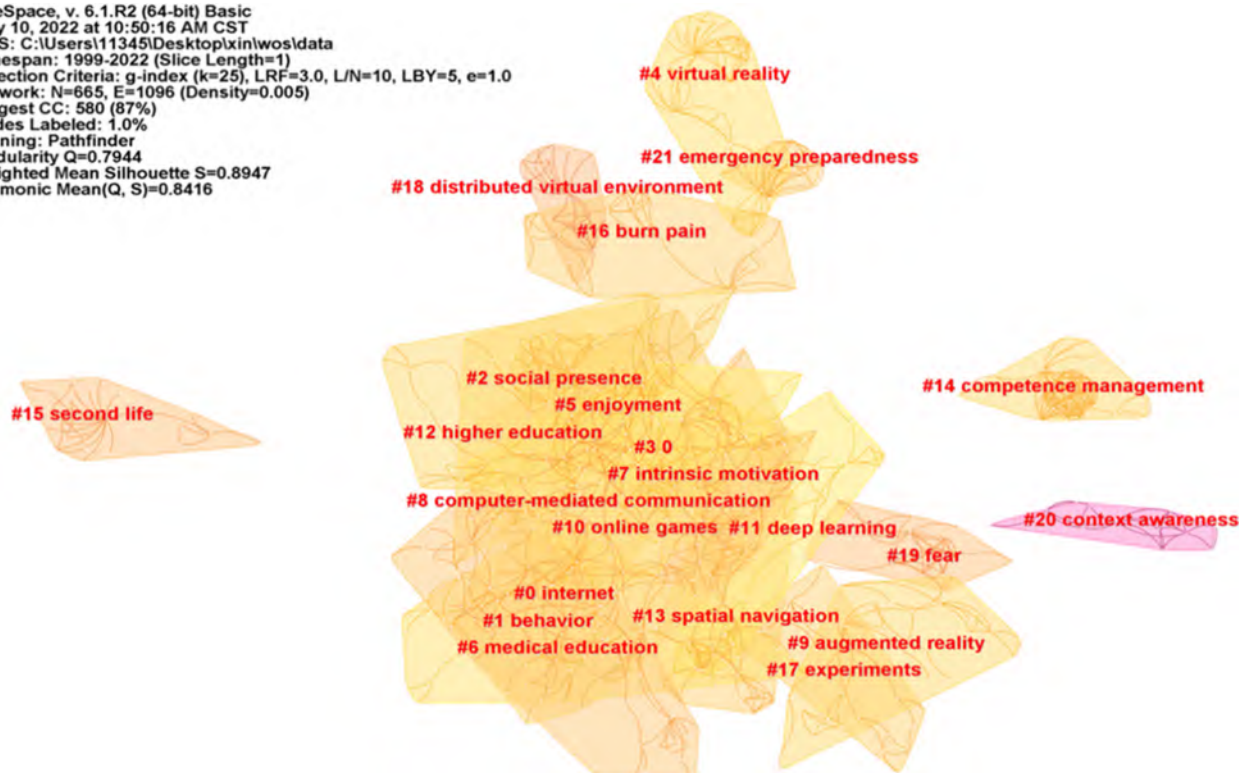 eSpace, v. 6.1.R2 (64-bit) Basic
y 10, 2022 at 10:50:16 AM CST
S: C:\Users\11345\Desktop\xin\wos\data
espan: 1999-2022 (Slice Length=1)
ection Criteria: g-index (k=25), LRF=3.0, L/N=10, LBY=5, e=1.0
work: N=665, E=1096 (Density=0.005)
gest CC: 580 (87%)
des Labeled: 1.0%
ning: Pathfinder
dularity Q=0.7944
ighted Mean Silhouette S=0.8947
monic Mean(Q, S)=0.8416
#4 virtual reality
#21 emergency preparedness
#18 distributed virtual environment
#16 burn pain
#2 social presence
#14 competence management
#5 enjoyment
#15 second life
#12 higher education
#3 0
#7 intrinsic motivation
#8 computer-mediated communication
#20 context awareness
#10 online games
#11 deep learning
#19 fear
#0 internet
#1 behavior
#13 spatial navigation
#6 medical education
#9 augmented reality
#17 experiments